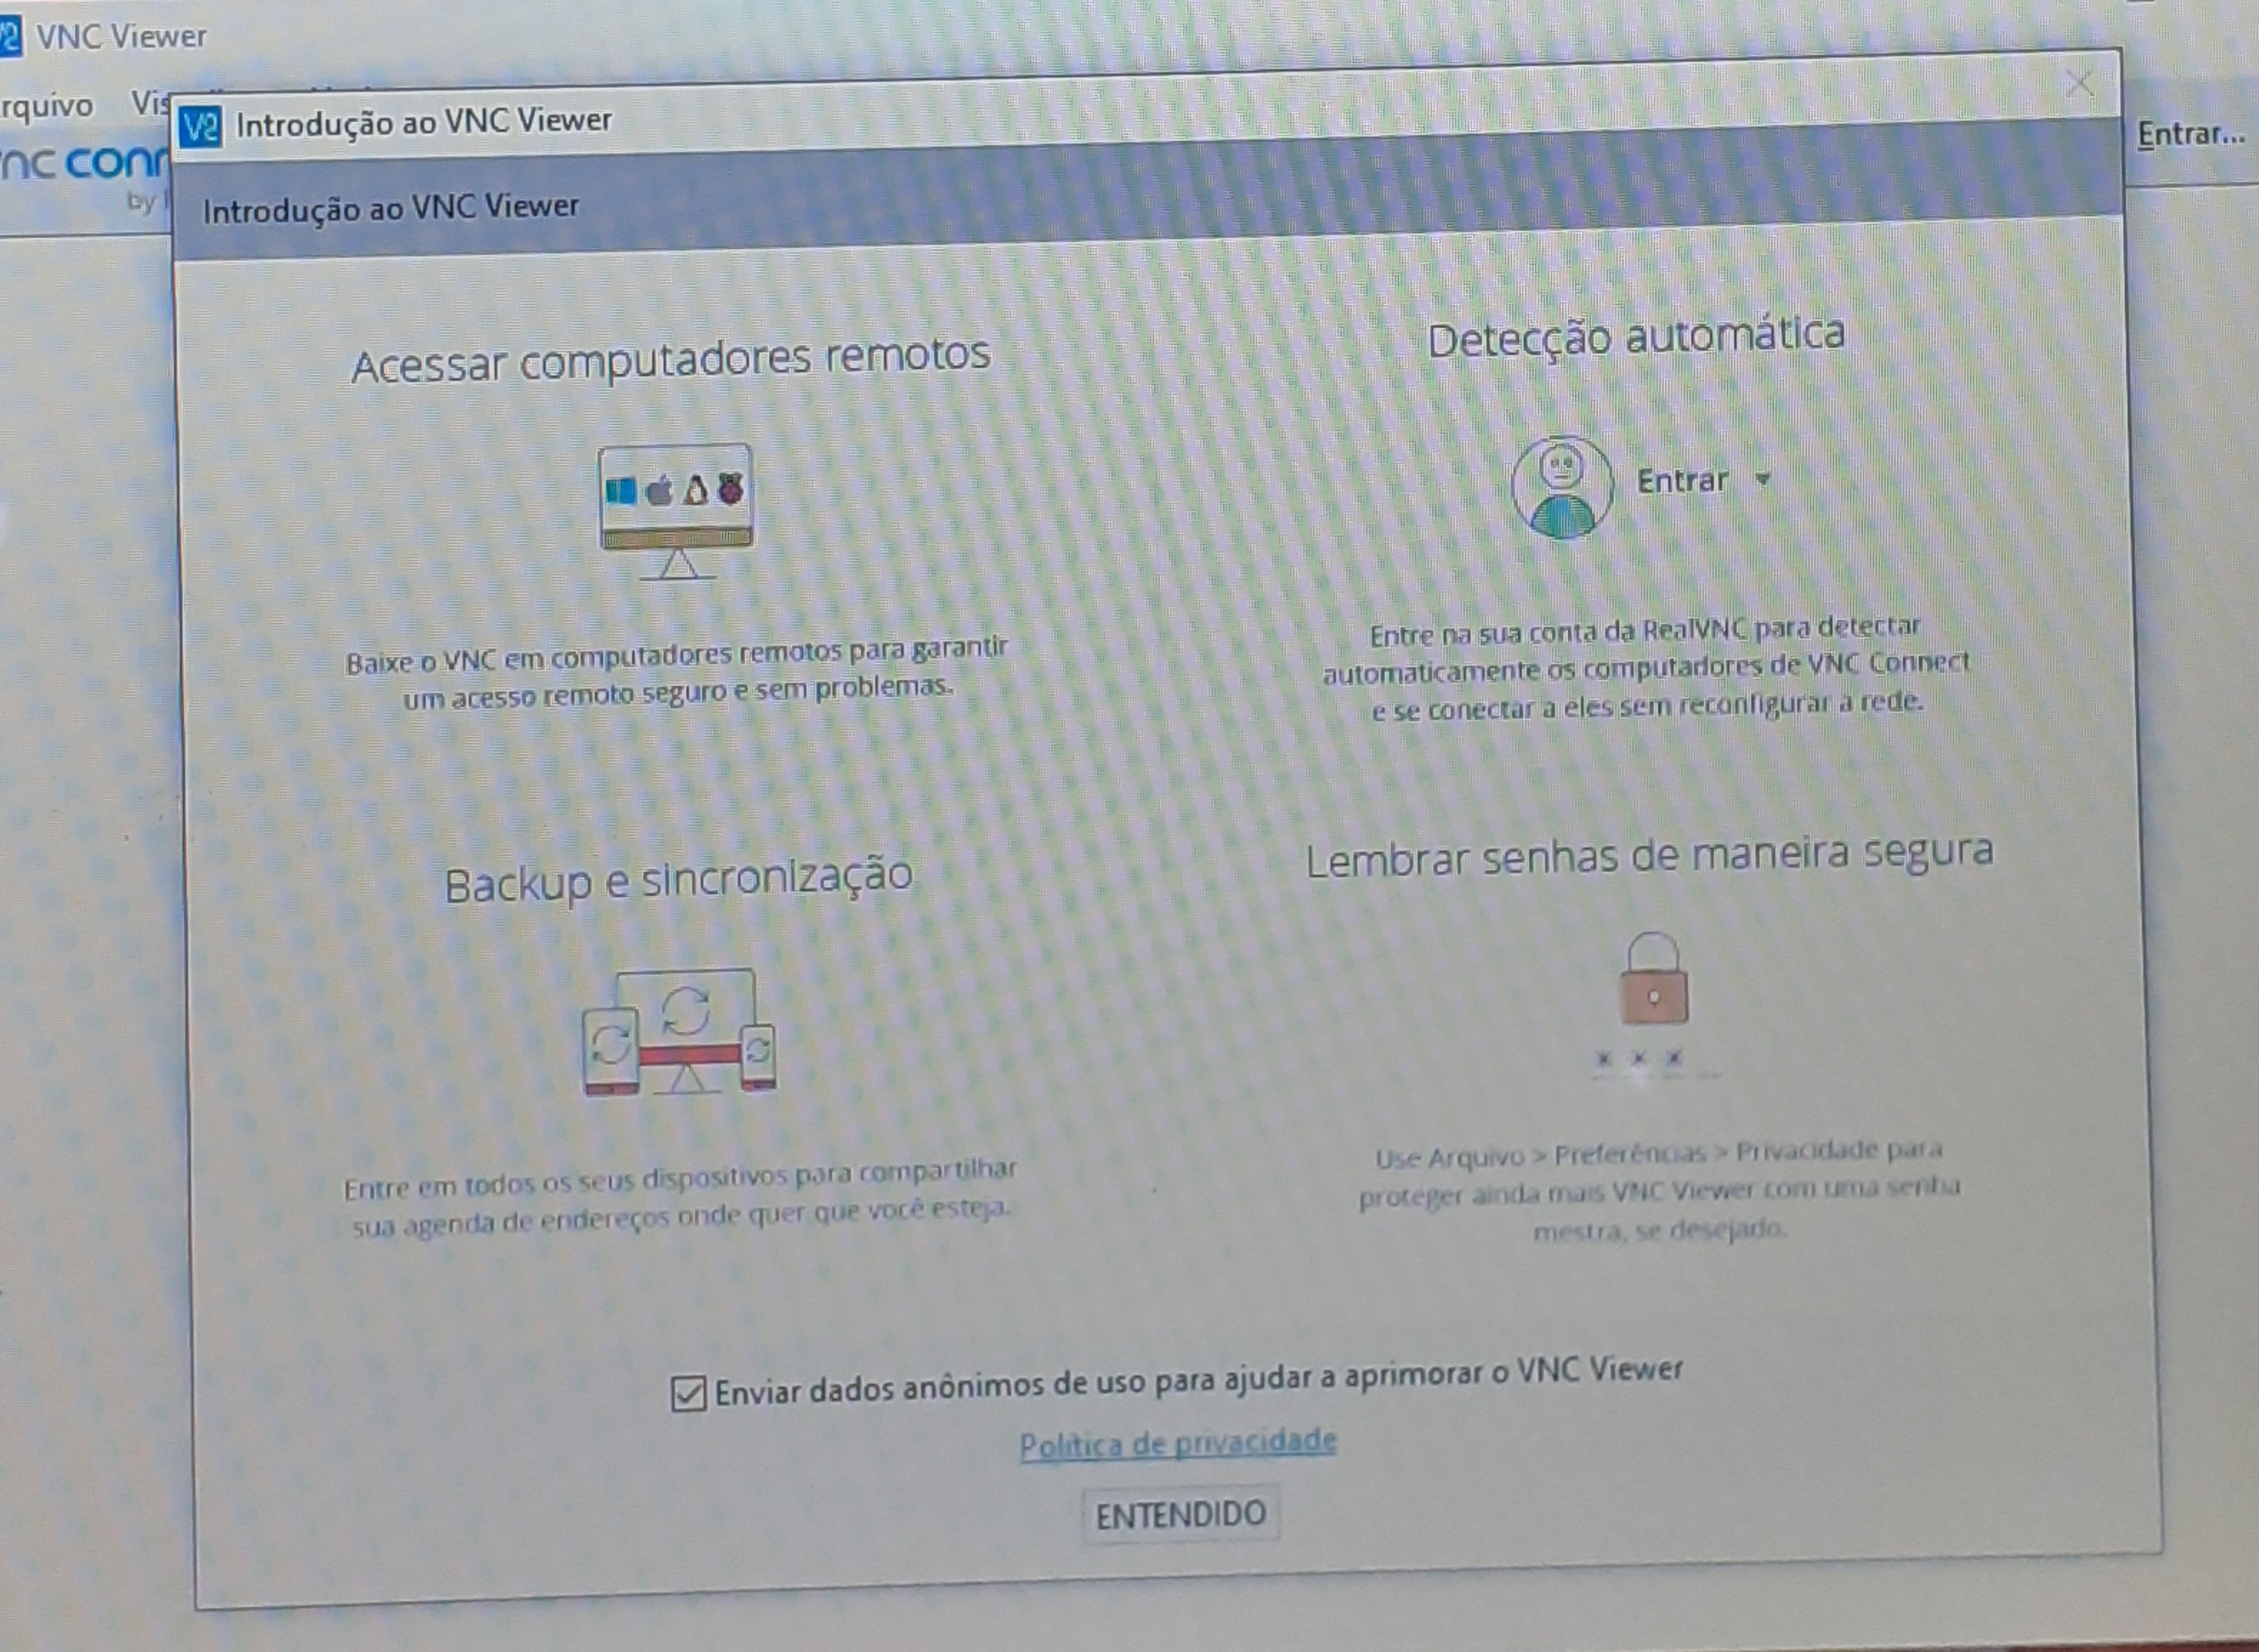 VNC Viewer
rquivo Vis
nc conn
by
Entrar...
Introdução ao VNC Viewer
Introdução ao VNC Viewer
Acessar computadores remotos
Baixe o VNC em computadores remotos para garantir
um acesso remoto seguro e sem problemas.
Detecção automática
Entrar
Entre na sua conta da RealVNC para detectar
automaticamente os computadores de VNC Connect
e se conectar a eles sem reconfigurar a rede.
Backup e sincronização
Entre em todos os seus dispositivos para compartilhar
sua agenda de endereços onde quer que você esteja.
Lembrar senhas de maneira segura
* * * _
Use Arquivo > Preferências > Privacidade para
proteger ainda mais VNC Viewer com uma senha
mestra, se desejado.
Enviar dados anônimos de uso para ajudar a aprimorar o VNC Viewer
Política de privacidade
ENTENDIDO